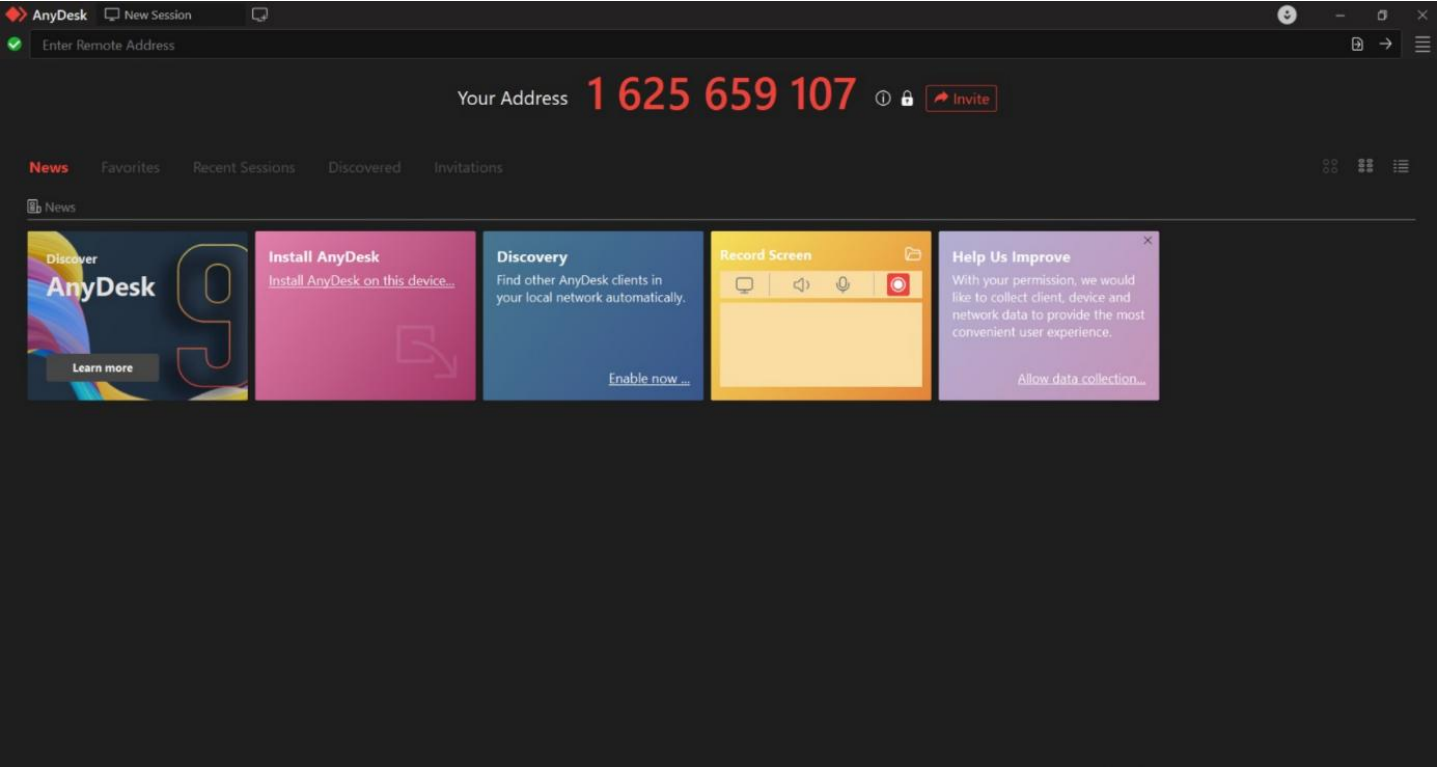 AnyDesk New Session
Enter Remote Address
Your Address 1 625 659 107 Invite
News Favorites Recent Sessions Discovered Invitations
News
Discover
AnyDesk
9
Learn more
Install AnyDesk
Install AnyDesk on this device...
Discovery
Find other AnyDesk clients in
your local network automatically.
Enable now ...
Record Screen
Help Us Improve
With your permission, we would
like to collect client, device and
network data to provide the most
convenient user experience.
Allow data collection...